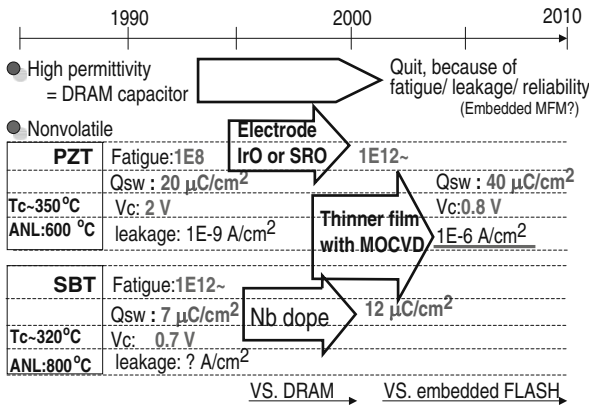 1990 2000 2010
High permittivity
= DRAM capacitor
Quit, because of
fatigue/ leakage/ reliability
(Embedded MFM?)
Nonvolatile
Electrode
IrO or SRO
PZT Fatigue:1E8 1E12~
Qsw : 20 μC/cm² Qsw : 40 μC/cm²
Tc~350°C Vc: 2 V Vc:0.8 V
ANL:600 °C leakage: 1E-9 A/cm² 1E-6 A/cm²
Thinner film
with MOCVD
SBT Fatigue:1E12~
Qsw : 7 μC/cm² Nb dope 12 μC/cm²
Tc~320°C Vc: 0.7 V
ANL:800°C leakage: ? A/cm²
VS. DRAM VS. embedded FLASH